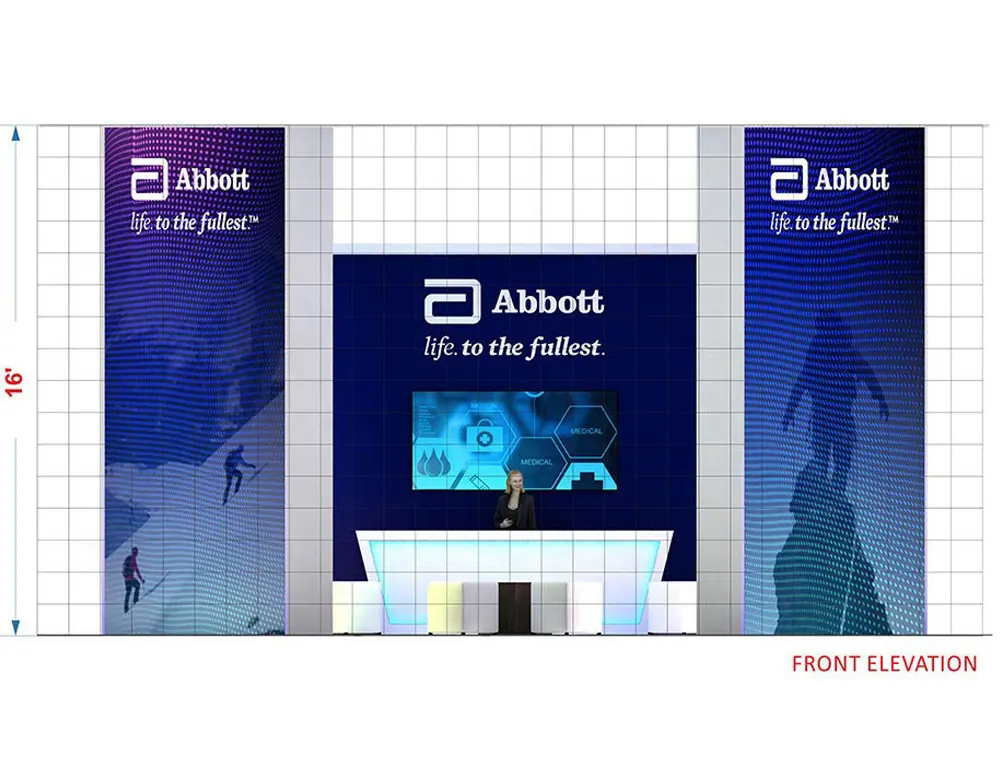 Abbott
life. to the fullest.™
Abbott
life. to the fullest.™
Abbott
life. to the fullest.
MEDICAL
MEDICAL
16'
FRONT ELEVATION